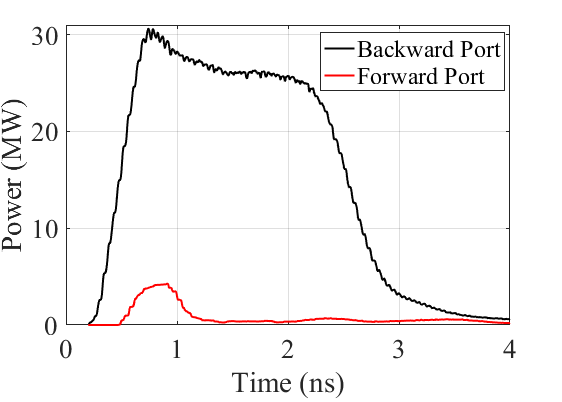 Backward Port
Forward Port
Power (MW)
30
20
10
0
0 1 2 3 4
Time (ns)